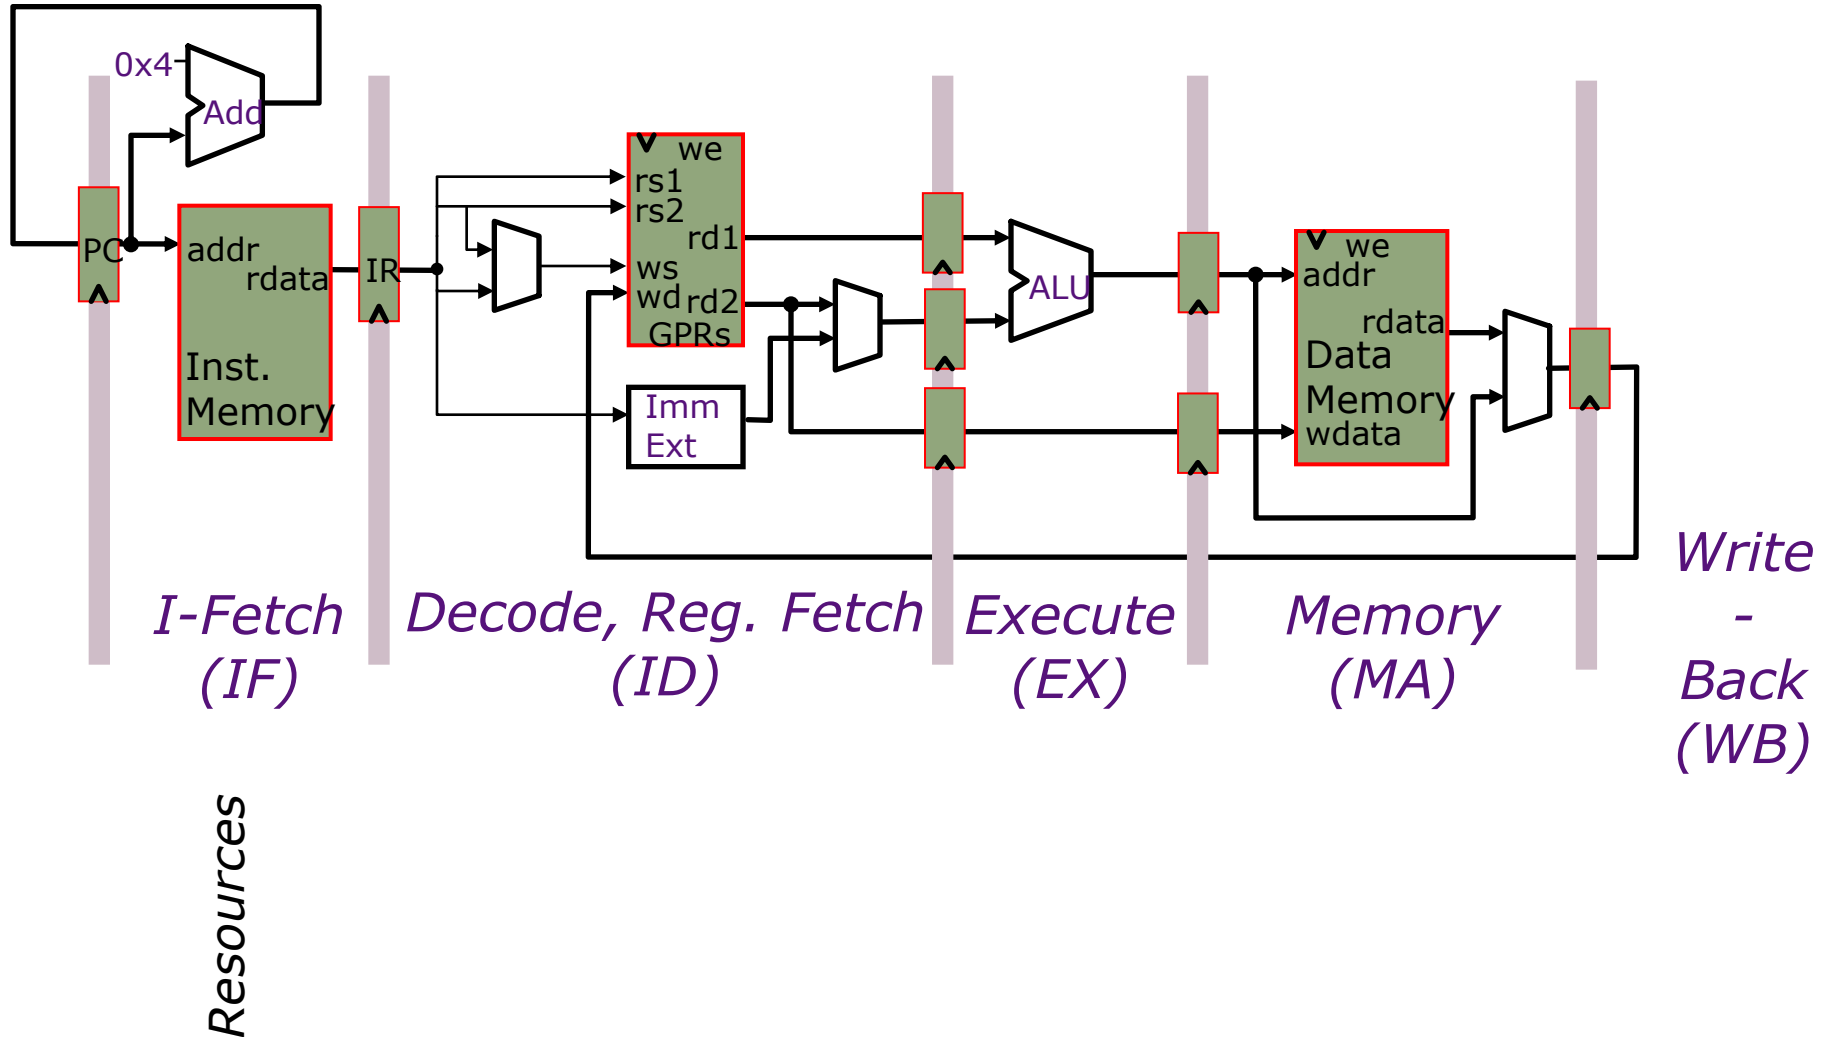 0x4
Add
PC
addr
rdata
Inst.
Memory
IR
we
rs1
rs2
rd1
ws
wd
rd2
GPRs
Imm
Ext
ALU
we
addr
rdata
Data
Memory
wdata
I-Fetch
(IF)
Decode, Reg. Fetch
(ID)
Execute
(EX)
Memory
(MA)
Write
-
Back
(WB)
Resources